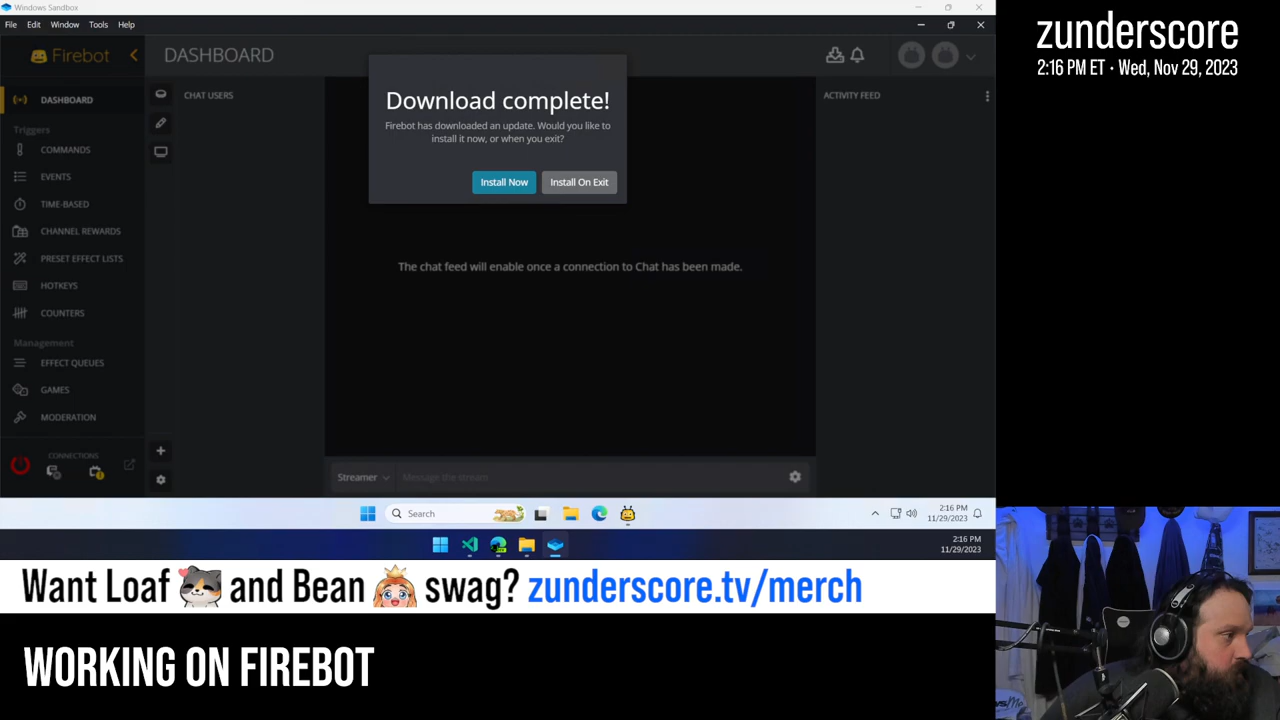 Windows Sandbox
File Edit Window Tools Help
Firebot
DASHBOARD
DASHBOARD
Triggers
COMMANDS
EVENTS
TIME-BASED
CHANNEL REWARDS
PRESET EFFECT LISTS
HOTKEYS
COUNTERS
Management
EFFECT QUEUES
GAMES
MODERATION
CONNECTIONS
CHAT USERS
Download complete!
Firebot has downloaded an update. Would you like to
install it now, or when you exit?
Install Now
Install On Exit
The chat feed will enable once a connection to Chat has been made.
Streamer
Message the stream
ACTIVITY FEED
Search
2:16 PM
11/29/2023
2:16 PM
11/29/2023
zunderscore
2:16 PM ET • Wed, Nov 29, 2023
Want Loaf and Bean swag? zunderscore.tv/merch
WORKING ON FIREBOT